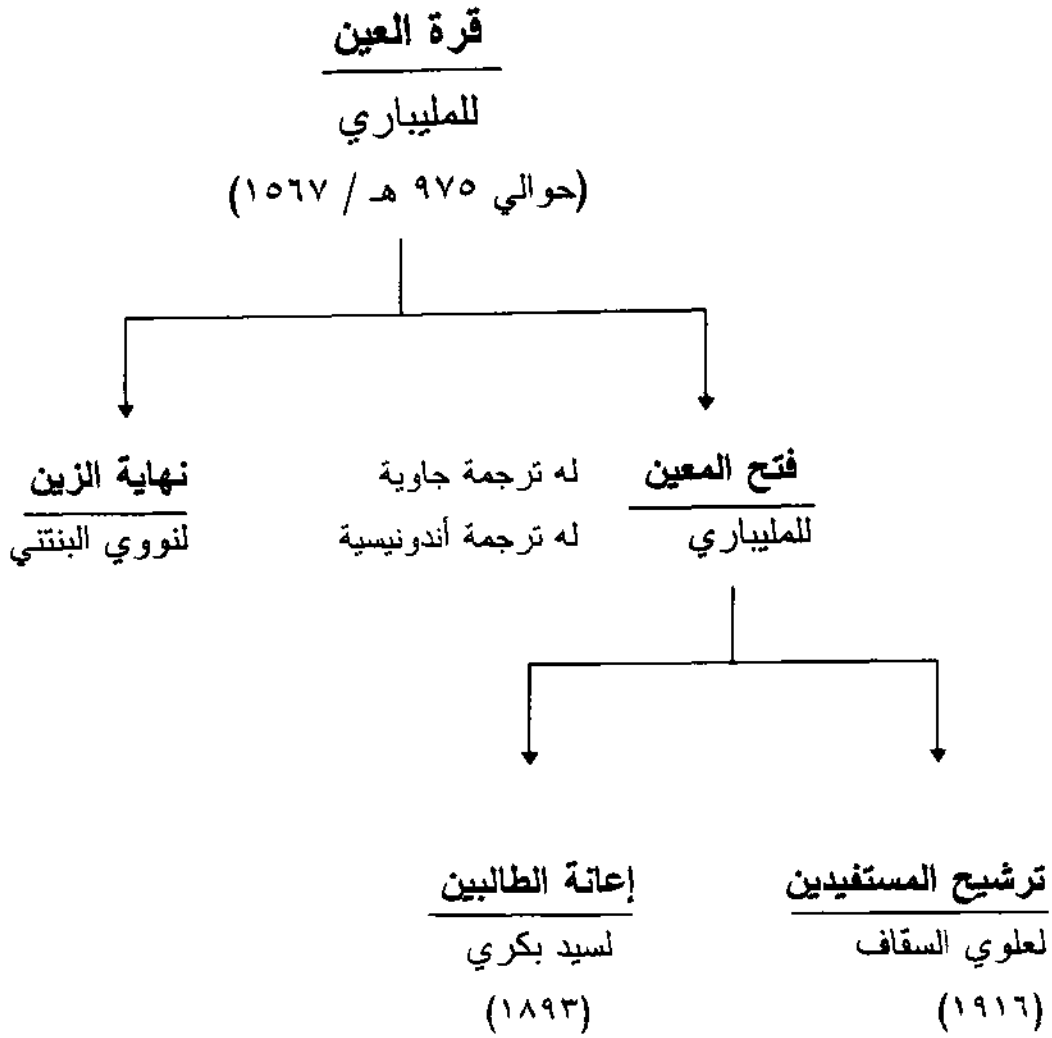 قرة العين
للمليباري
(حوالي ٩٧٥ هـ / ١٥٦٧)
فتح المعين
للمليباري
له ترجمة جاوية
له ترجمة أندونيسية
نهاية الزين
لنووي البنتني
ترشيح المستفيدين
لعلوي السقاف
(١٩١٦)
إعانة الطالبين
لسيد بكري
(١٨٩٣)